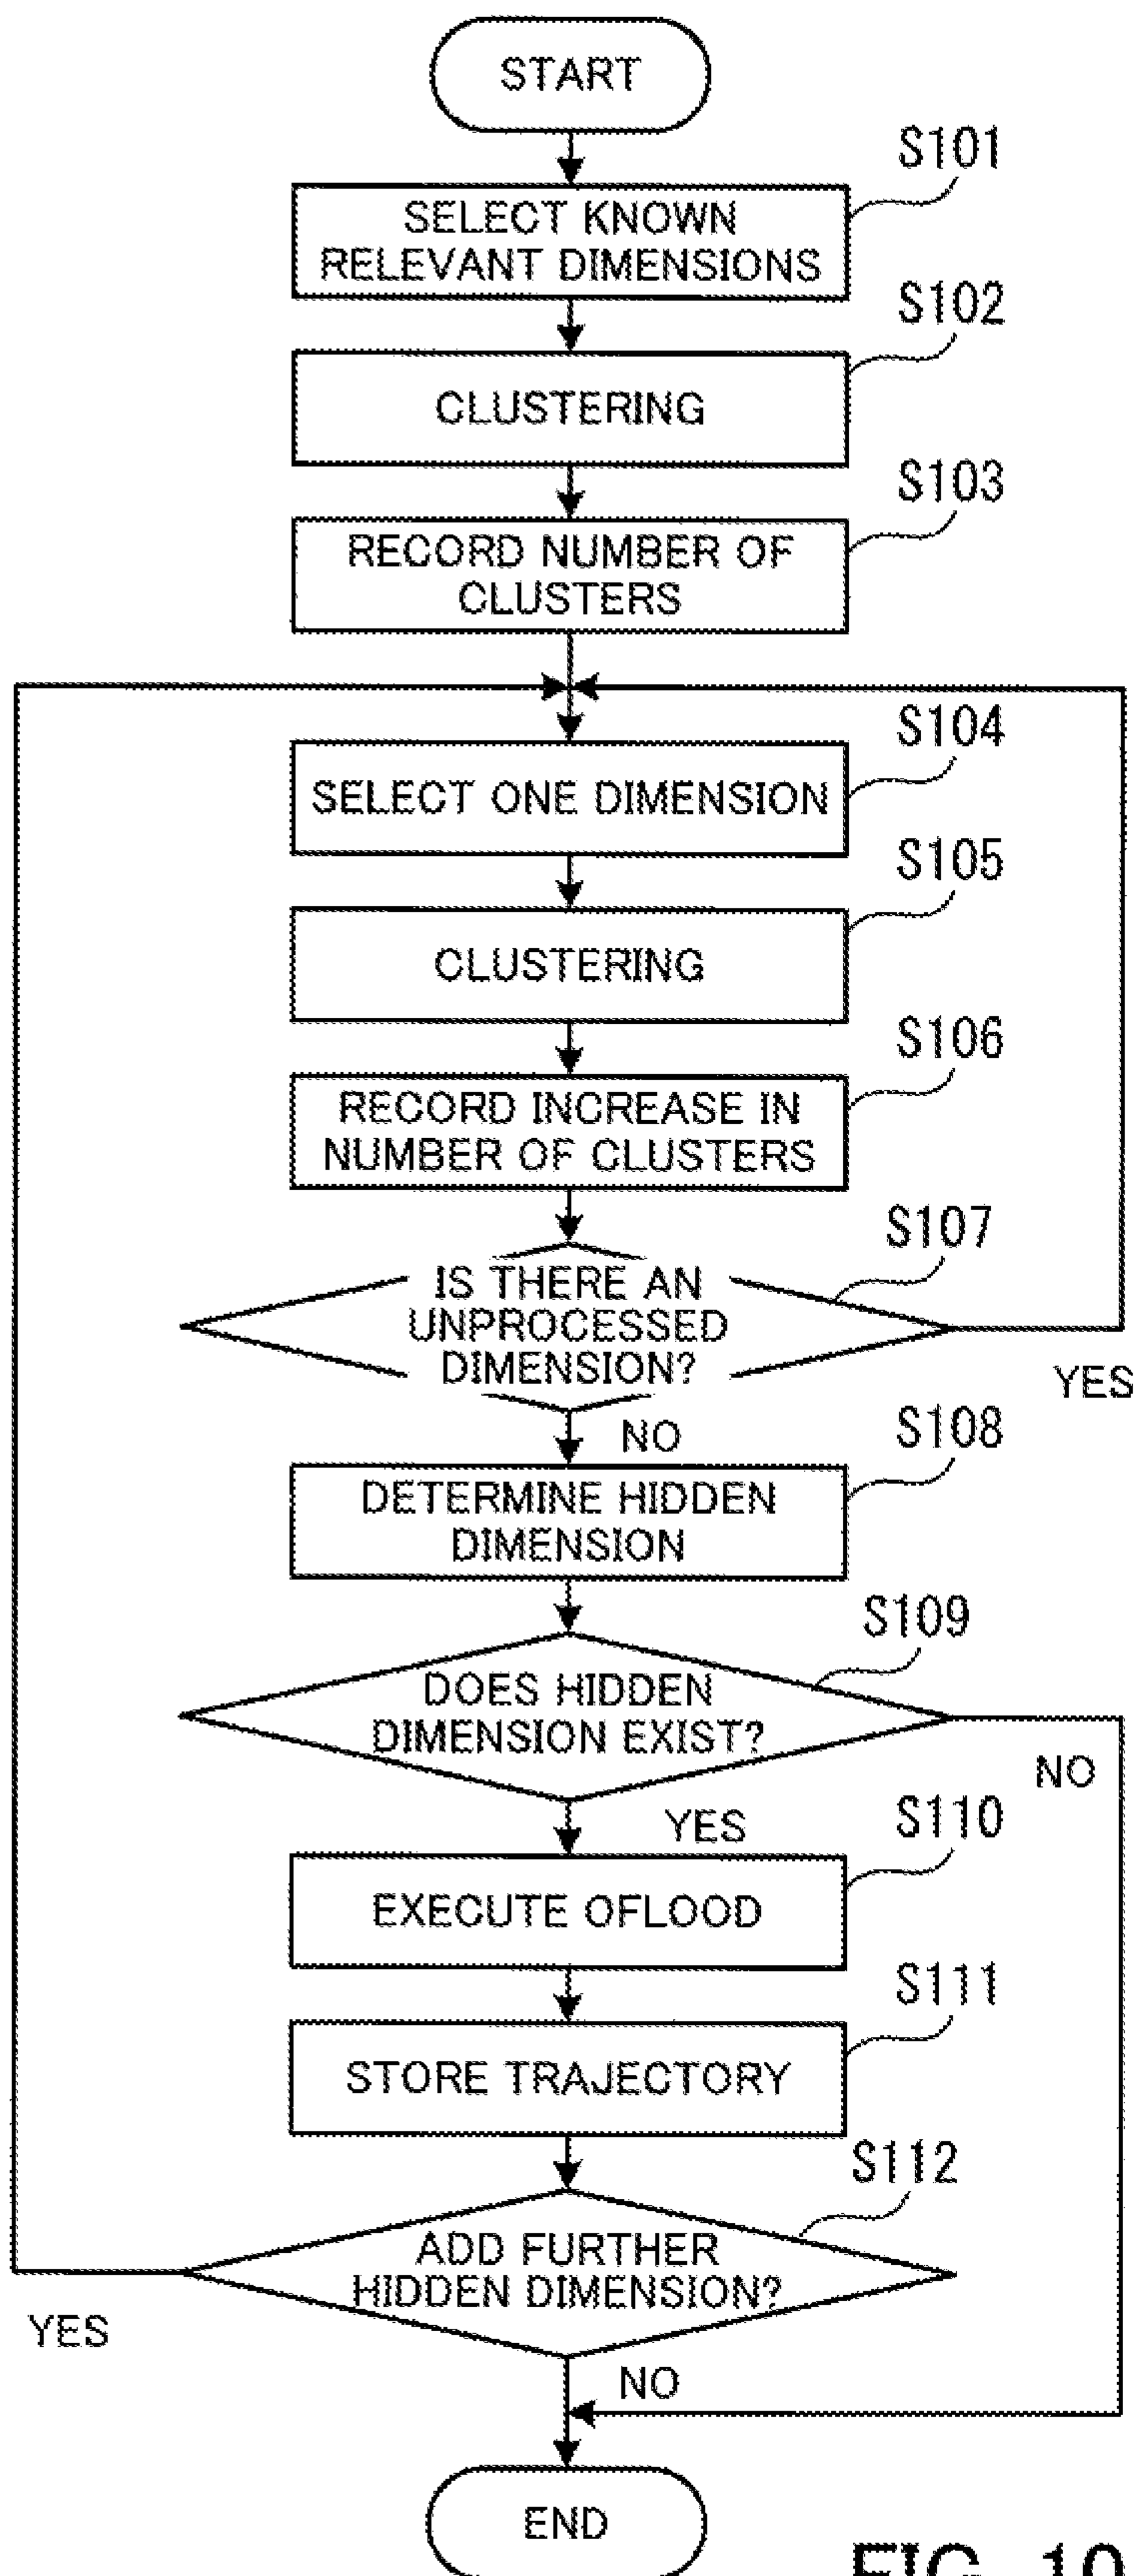 START
S101
SELECT KNOWN
RELEVANT DIMENSIONS
S102
CLUSTERING
S103
RECORD NUMBER OF
CLUSTERS
S104
SELECT ONE DIMENSION
S105
CLUSTERING
S106
RECORD INCREASE IN
NUMBER OF CLUSTERS
S107
IS THERE AN
UNPROCESSED
DIMENSION?
YES
NO
S108
DETERMINE HIDDEN
DIMENSION
S109
DOES HIDDEN
DIMENSION EXIST?
NO
YES
S110
EXECUTE OFLOOD
S111
STORE TRAJECTORY
S112
ADD FURTHER
HIDDEN DIMENSION?
YES
NO
END
FIG. 10